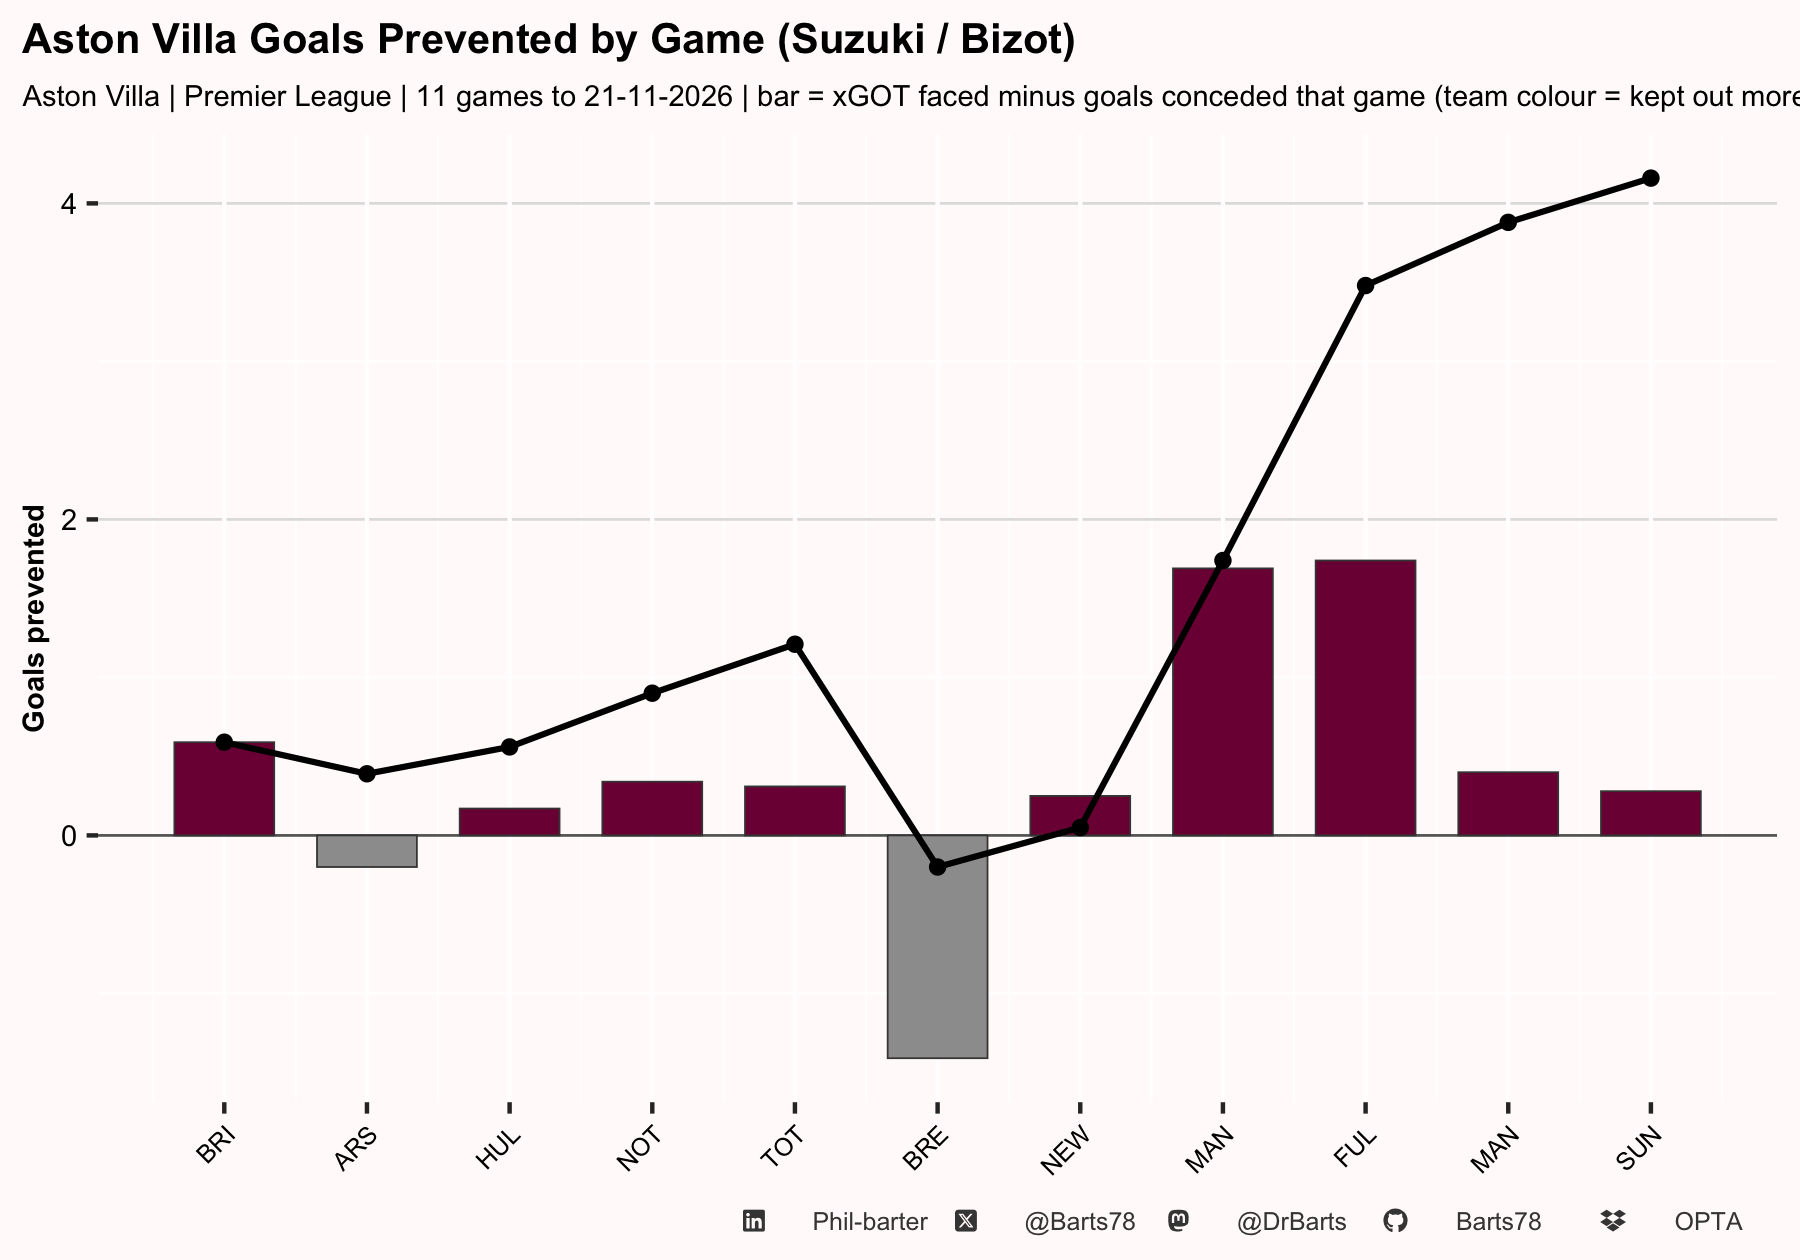 Aston Villa Goals Prevented by Game (Suzuki / Bizot)
Aston Villa | Premier League | 11 games to 21-11-2026 | bar = xGOT faced minus goals conceded that game (team colour = kept out more
4
2
0
Goals prevented
BRI
ARS
HUL
NOT
TOT
BRE
NEW
MAN
FUL
MAN
SUN
Phil-barter @Barts78 @DrBarts Barts78 OPTA